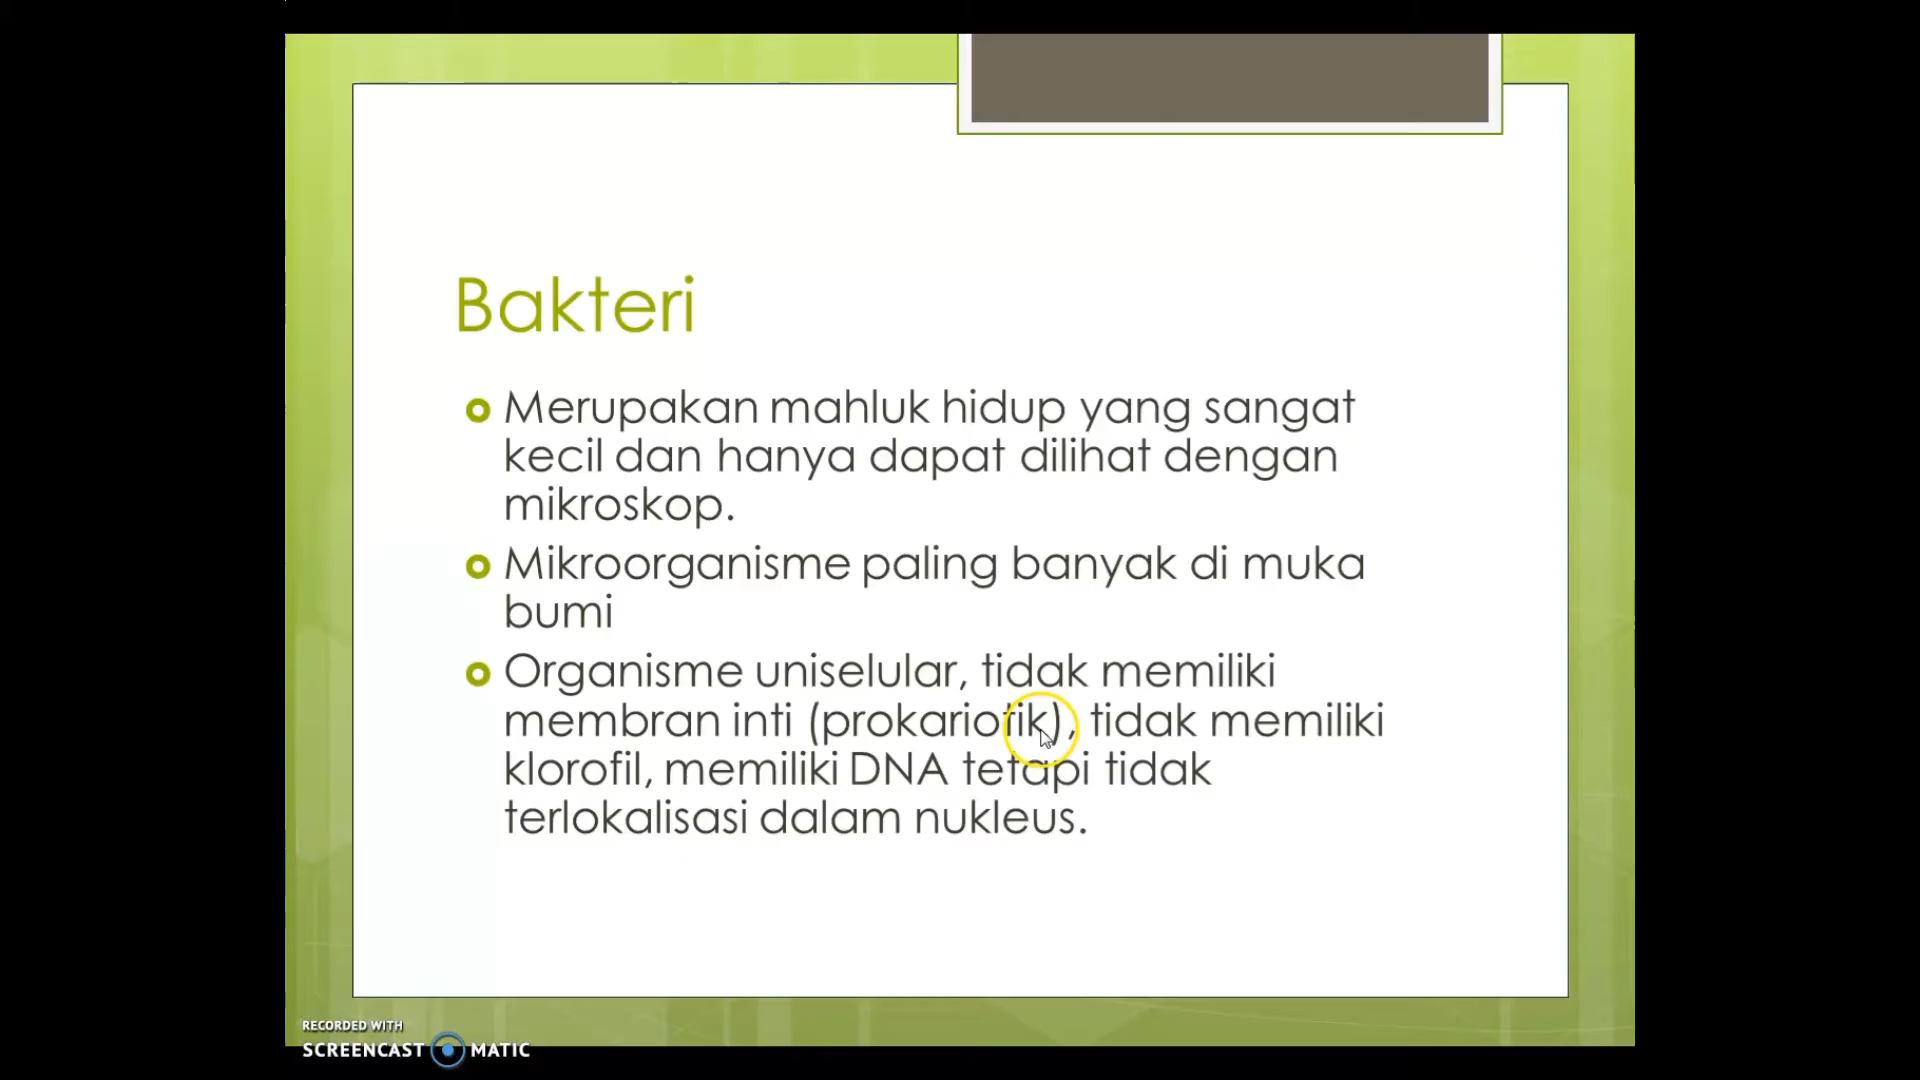 Bakteri
Merupakan mahluk hidup yang sangat
kecil dan hanya dapat dilihat dengan
mikroskop.
Mikroorganisme paling banyak di muka
bumi
Organisme uniselular, tidak memiliki
membran inti (prokariotik), tidak memiliki
klorofil, memiliki DNA tetapi tidak
terlokalisasi dalam nukleus.
RECORDED WITH
SCREENCAST MATIC